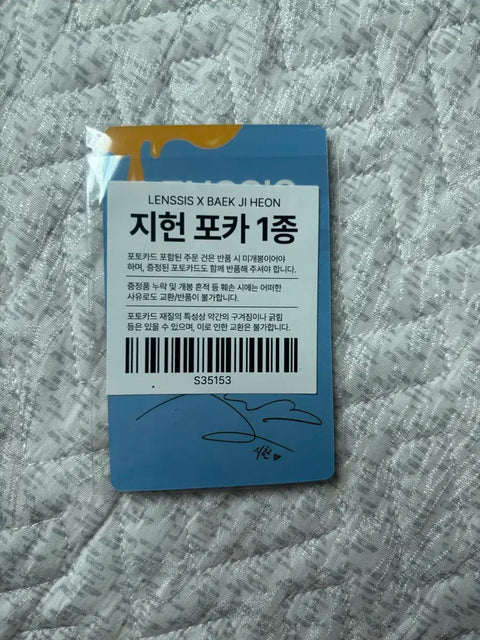 LENSSIS
LENSSIS X BAEK JI HEON
지헌 포카 1종
포토카드 포함된 주문 건은 반품 시 미개봉이어야
하며, 증정된 포토카드도 함께 반품해 주셔야 합니다.
증정품 누락 및 개봉 흔적 등 훼손 시에는 어떠한
사유로도 교환/반품이 불가합니다.
포토카드 재질의 특성상 약간의 구겨짐이나 긁힘
등은 있을 수 있으며, 이로 인한 교환은 불가합니다.
S35153
지헌